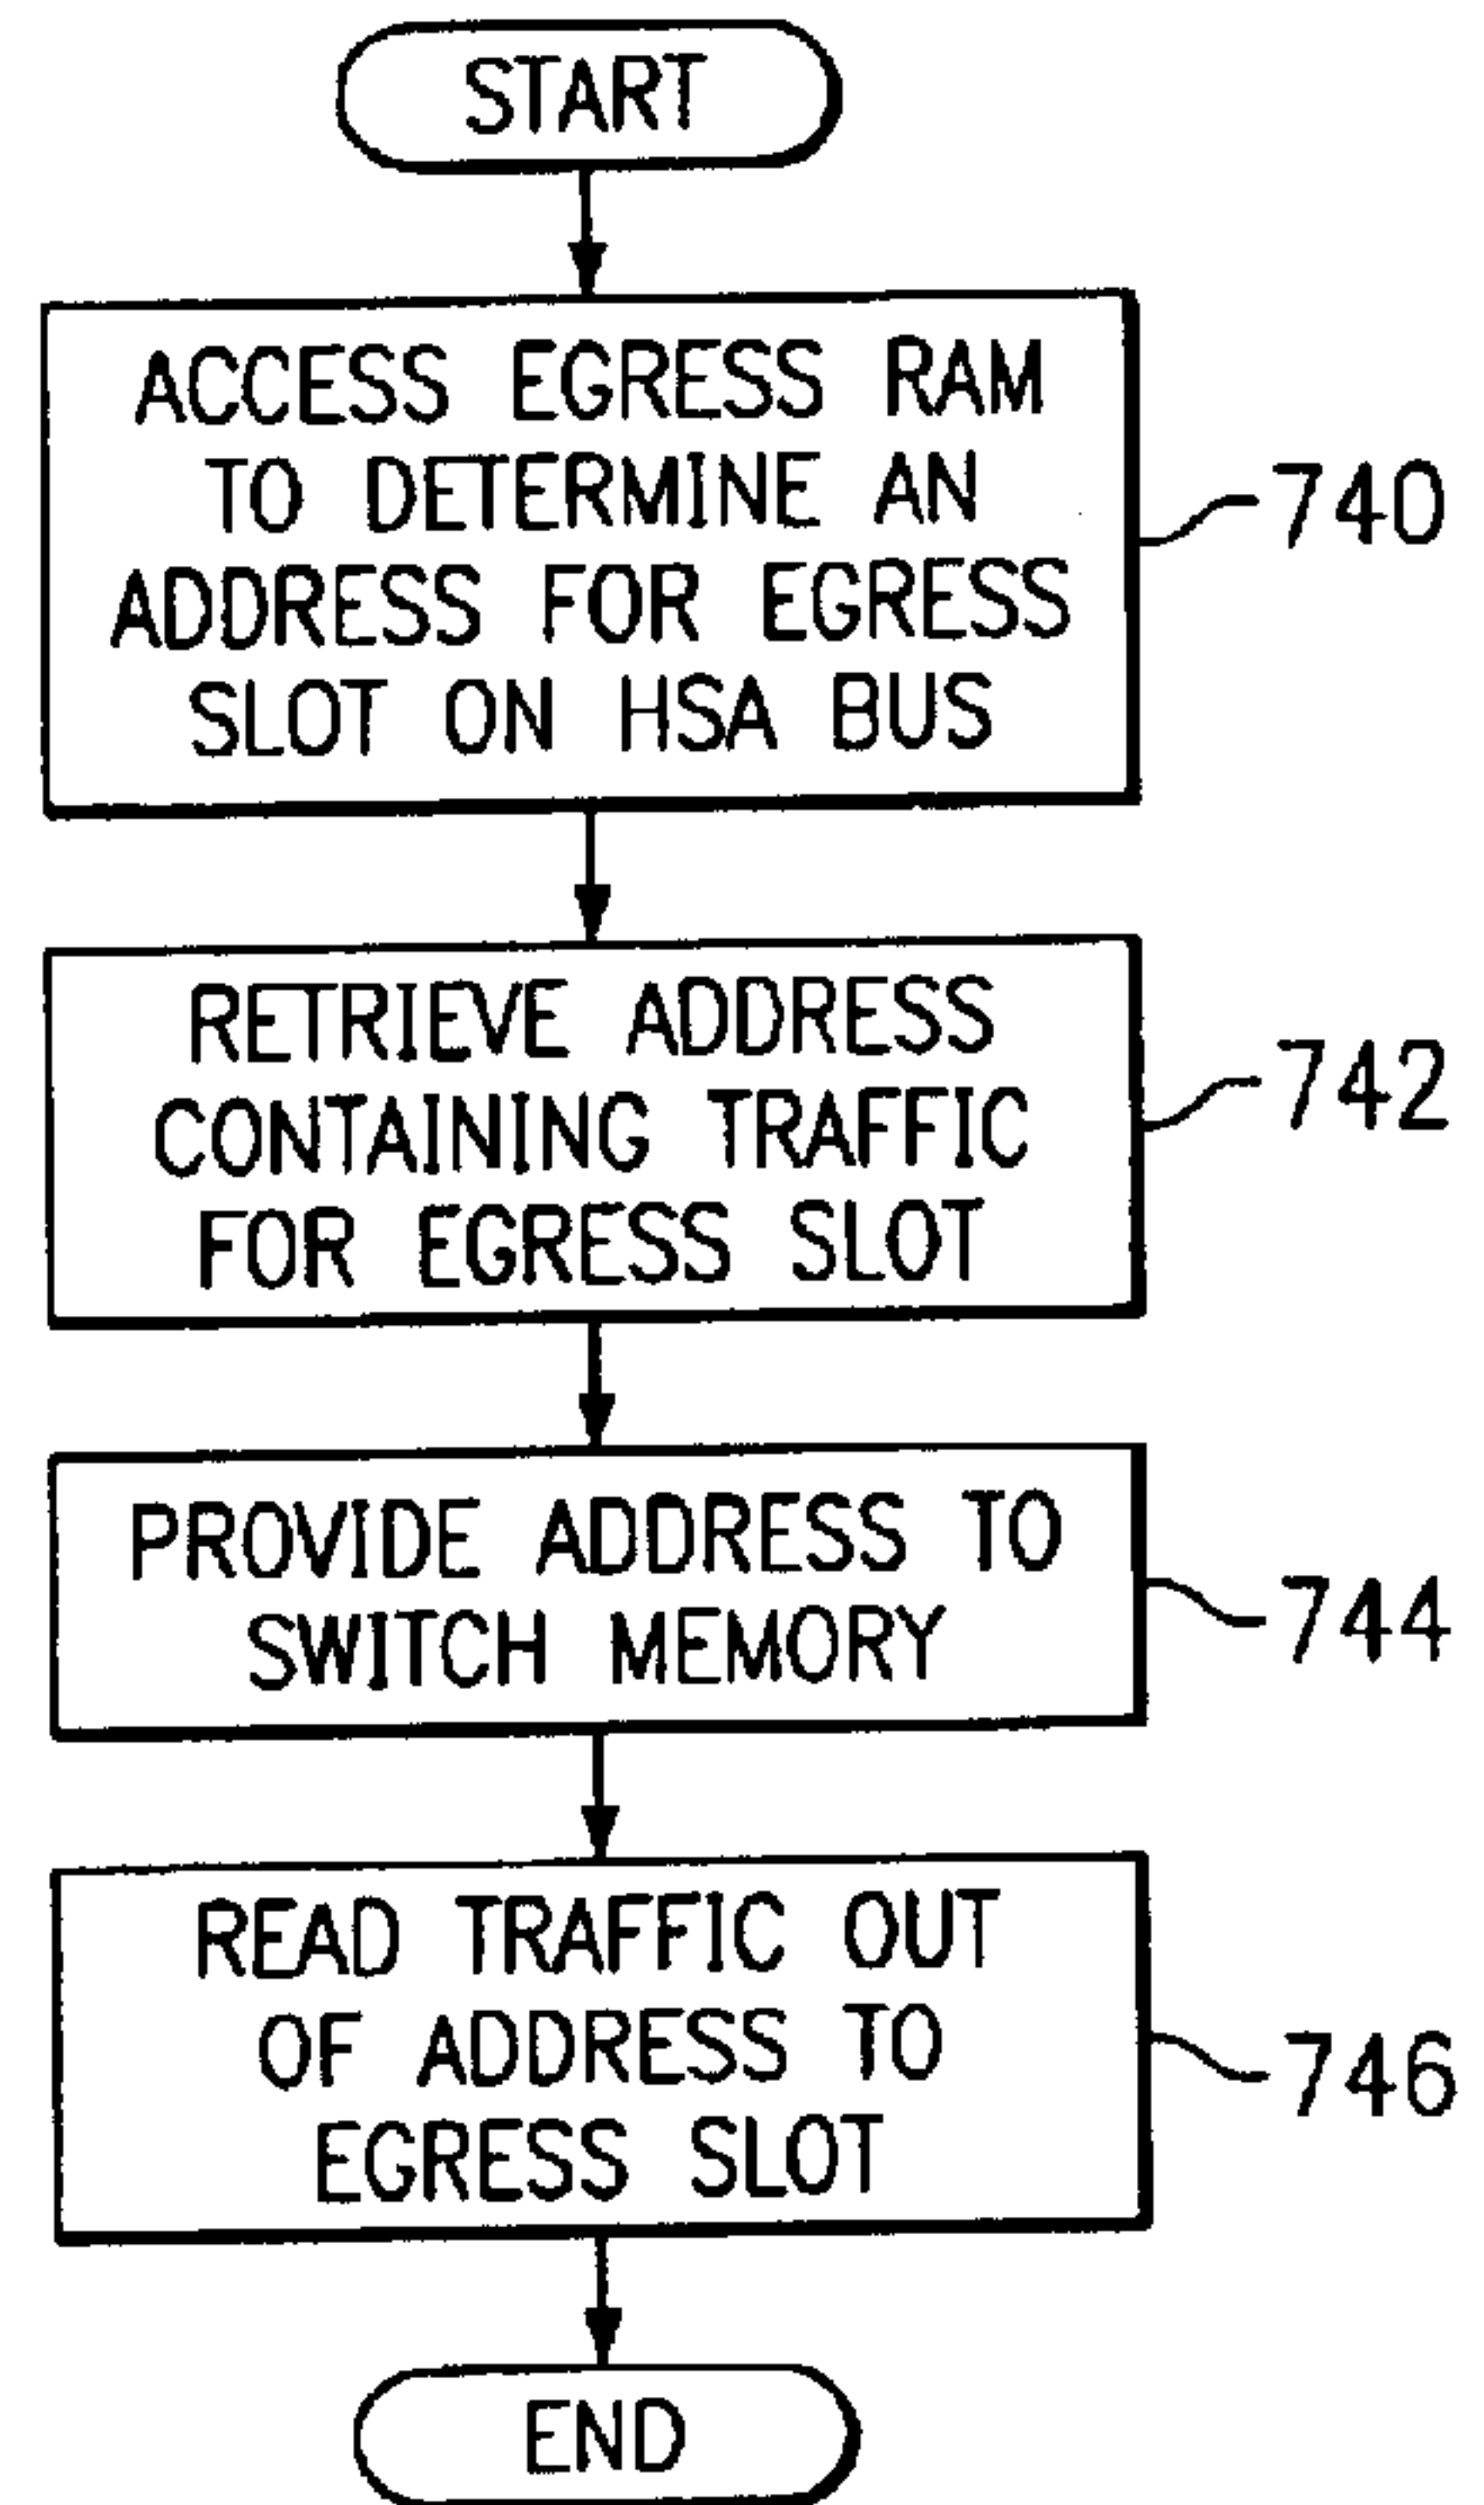 START
ACCESS EGRESS RAM
TO DETERMINE AN
ADDRESS FOR EGRESS
SLOT ON HSA BUS
740
RETRIEVE ADDRESS
CONTAINING TRAFFIC
FOR EGRESS SLOT
742
PROVIDE ADDRESS TO
SWITCH MEMORY
744
READ TRAFFIC OUT
OF ADDRESS TO
EGRESS SLOT
746
END